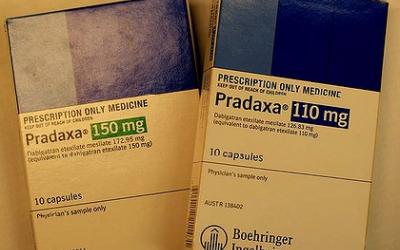 PRESCRIPTION ONLY MEDICINE
KEEP OUT OF REACH OF CHILDREN
Pradaxa® 150 mg
Dabigatran etexilate mesilate 172.95 mg
(equivalent to dabigatran etexilate 150 mg)
10 capsules
Physician's sample only
PRESCRIPTION ONLY MEDICINE
KEEP OUT OF REACH OF CHILDREN
Pradaxa® 110 mg
Dabigatran etexilate mesilate 126.83 mg
(equivalent to dabigatran etexilate 110 mg)
10 capsules
Physician's sample only
AUST R 138402
Boehringer
Ingelheim